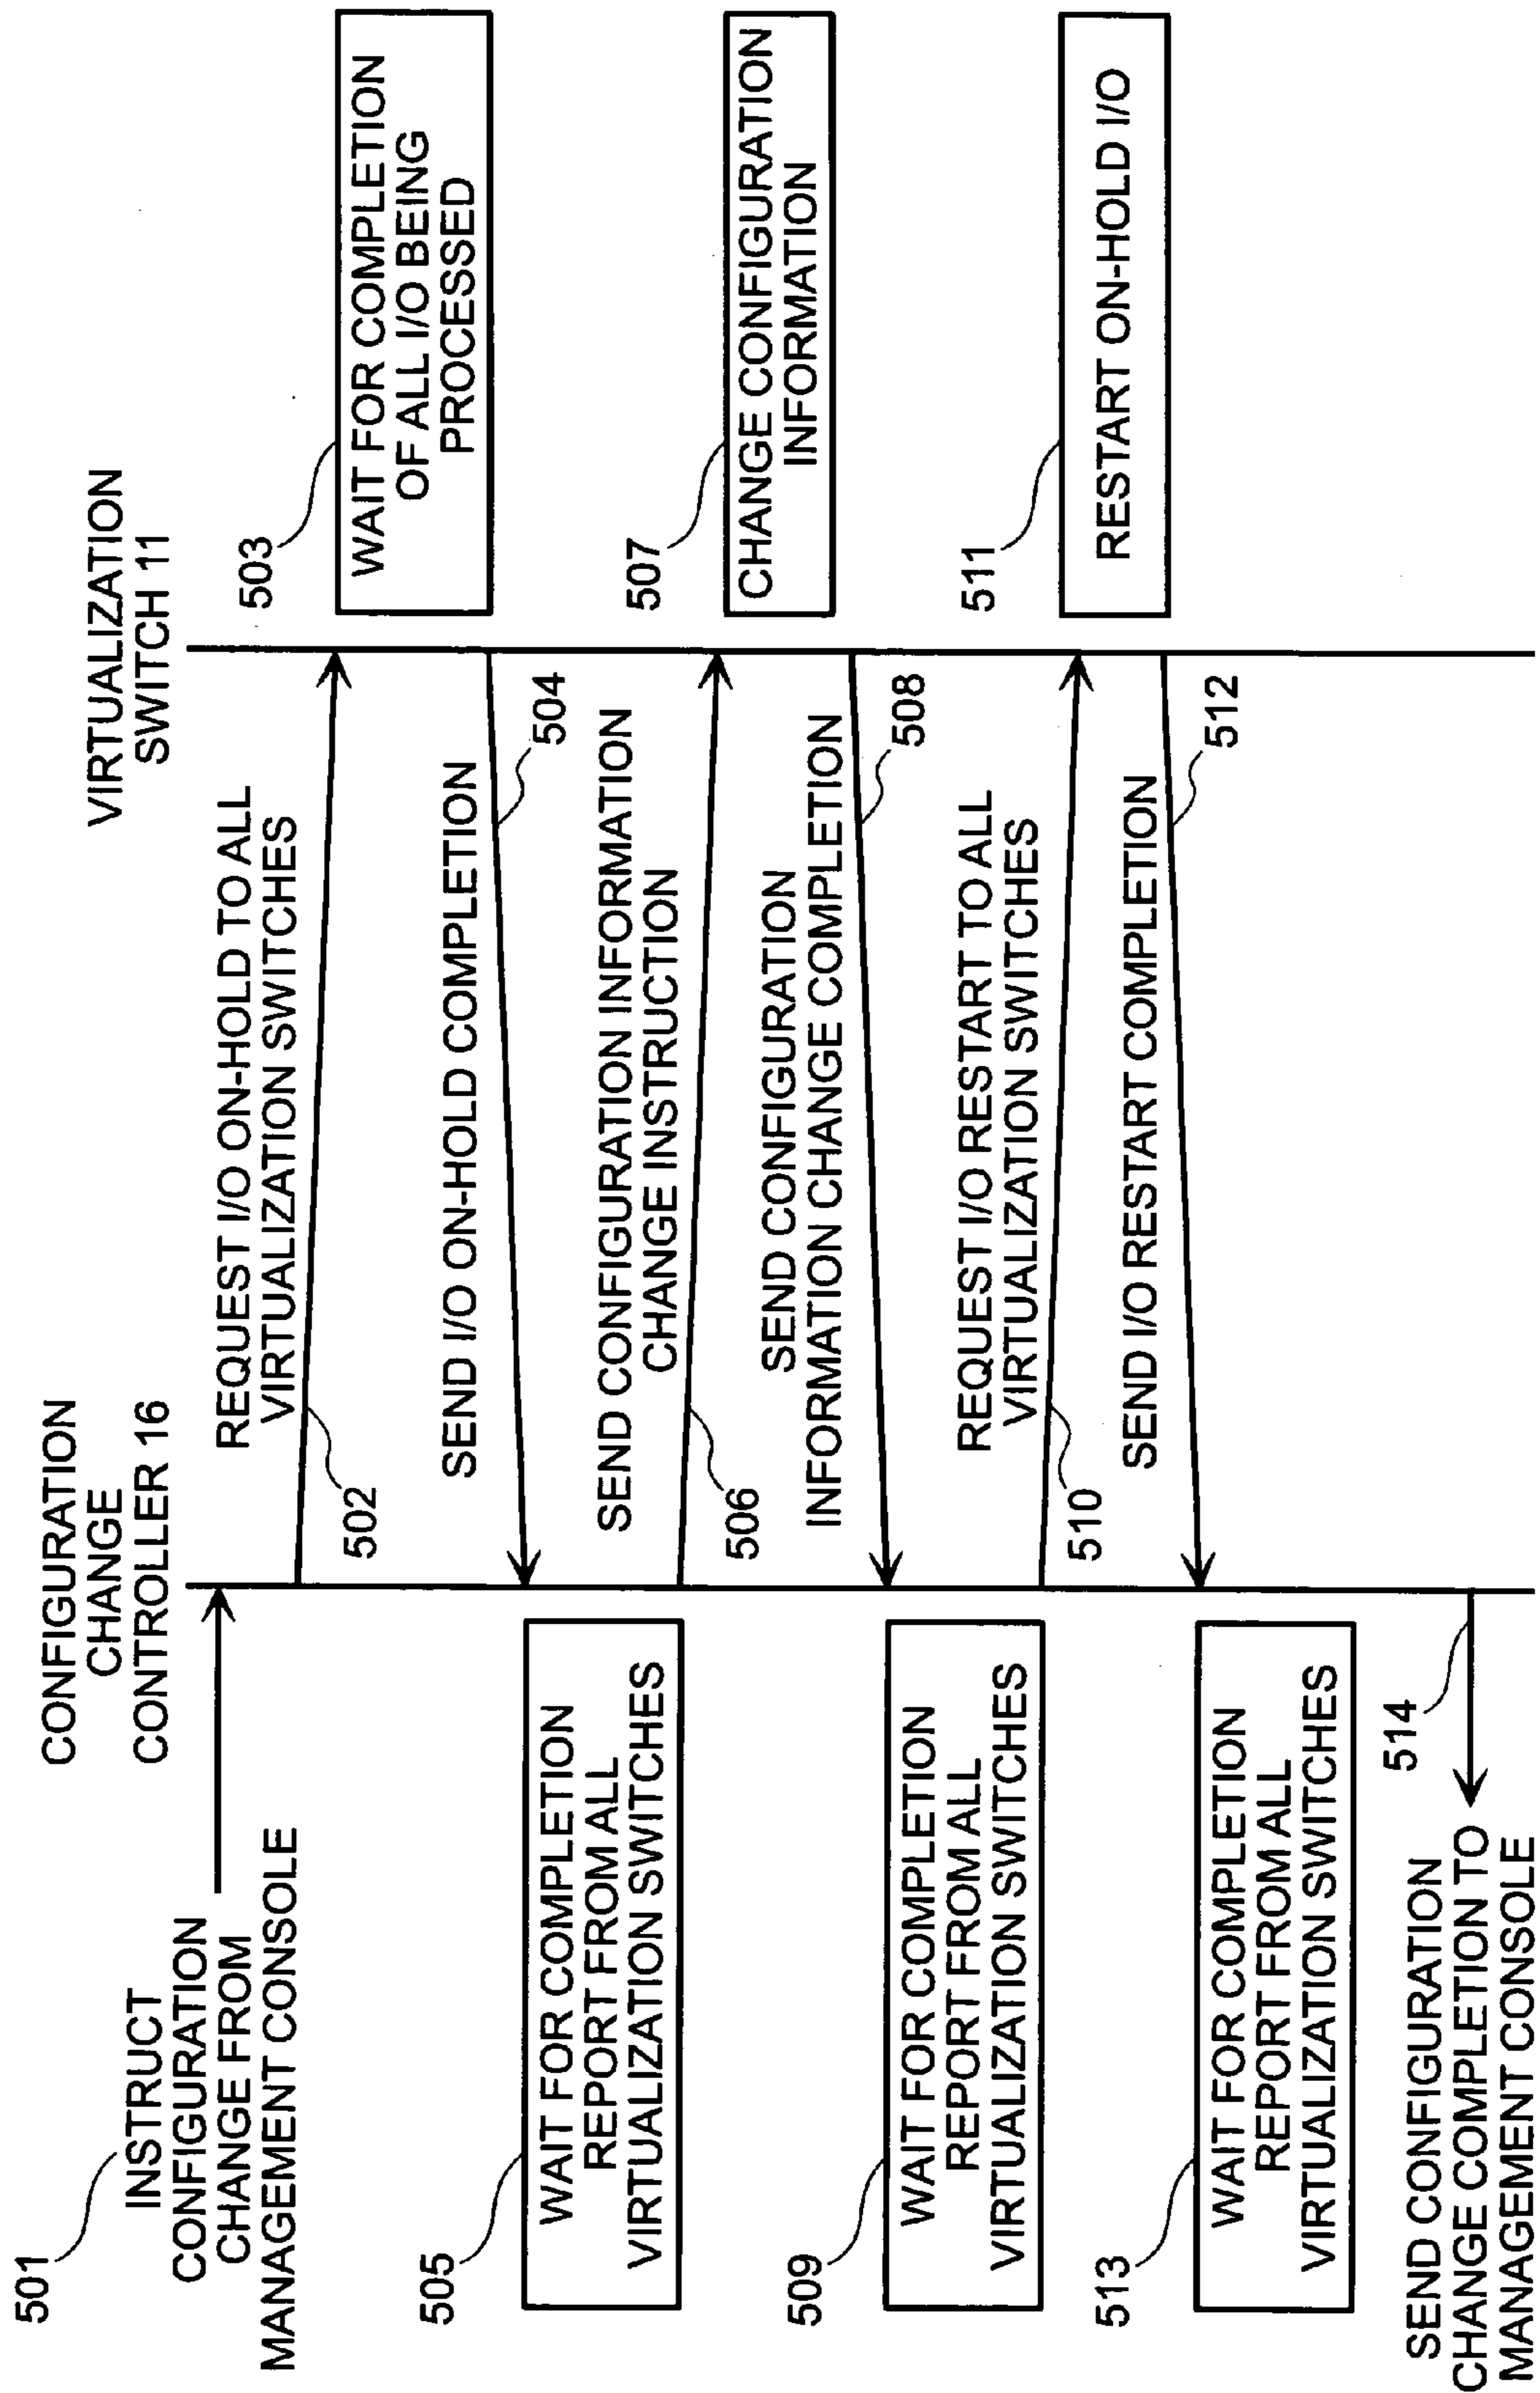 CONFIGURATION
CHANGE
CONTROLLER 16
VIRTUALIZATION
SWITCH 11
501
INSTRUCT
CONFIGURATION
CHANGE FROM
MANAGEMENT CONSOLE
REQUEST I/O ON-HOLD TO ALL
VIRTUALIZATION SWITCHES
502
503
WAIT FOR COMPLETION
OF ALL I/O BEING
PROCESSED
SEND I/O ON-HOLD COMPLETION
504
505
WAIT FOR COMPLETION
REPORT FROM ALL
VIRTUALIZATION SWITCHES
SEND CONFIGURATION INFORMATION
CHANGE INSTRUCTION
506
507
CHANGE CONFIGURATION
INFORMATION
SEND CONFIGURATION
INFORMATION CHANGE COMPLETION
508
509
WAIT FOR COMPLETION
REPORT FROM ALL
VIRTUALIZATION SWITCHES
REQUEST I/O RESTART TO ALL
VIRTUALIZATION SWITCHES
510
511
RESTART ON-HOLD I/O
SEND I/O RESTART COMPLETION
512
513
WAIT FOR COMPLETION
REPORT FROM ALL
VIRTUALIZATION SWITCHES
514
SEND CONFIGURATION
CHANGE COMPLETION TO
MANAGEMENT CONSOLE